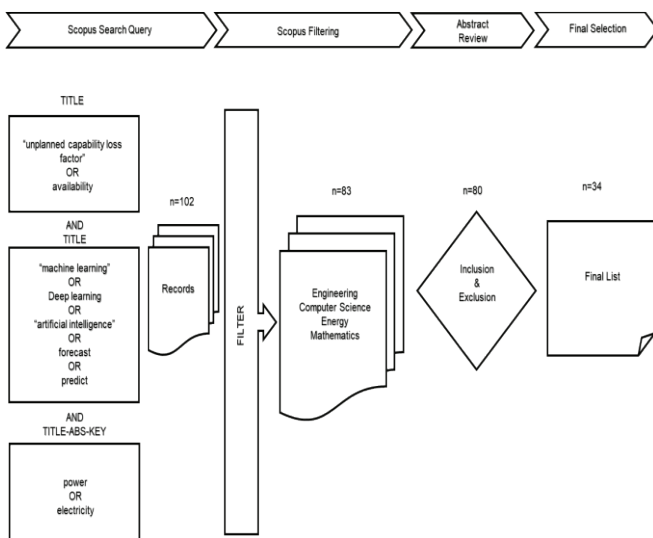 Scopus Search Query
Scopus Filtering
Abstract
Review
Final Selection
TITLE
“unplanned capability loss
factor”
OR
availability
AND
TITLE
“machine learning”
OR
Deep learning
OR
“artificial intelligence”
OR
forecast
OR
predict
AND
TITLE-ABS-KEY
power
OR
electricity
n=102
Records
FILTER
n=83
Engineering
Computer Science
Energy
Mathematics
n=80
Inclusion
&
Exclusion
n=34
Final List